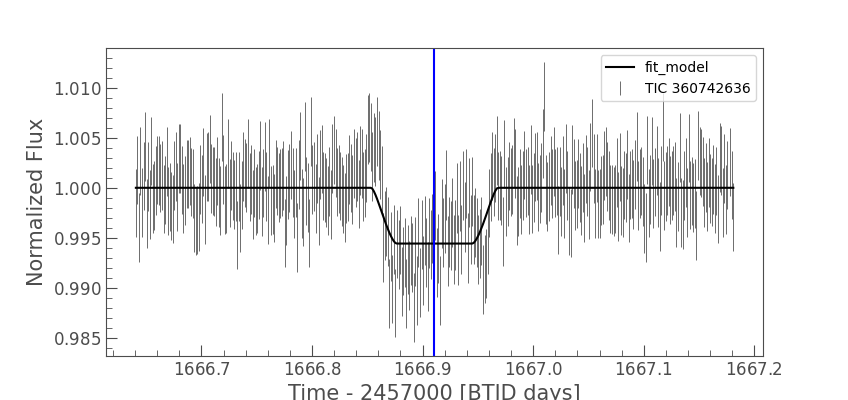 Normalized Flux
1.010
1.005
1.000
0.995
0.990
0.985
fit_model
TIC 360742636
1666.7 1666.8 1666.9 1667.0 1667.1 1667.2
Time - 2457000 [BTJD days]